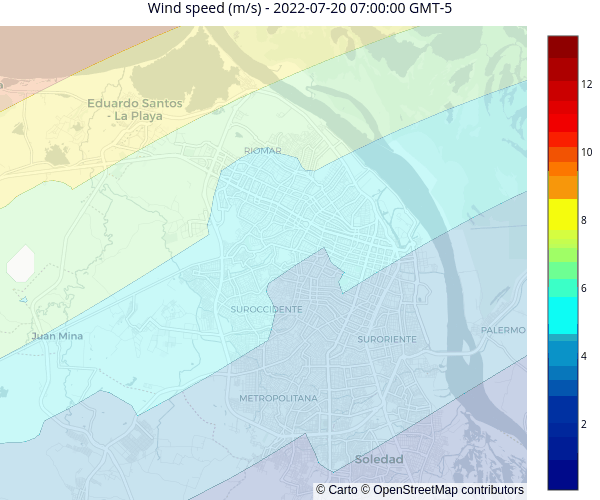 Wind speed (m/s) - 2022-07-20 07:00:00 GMT-5
Eduardo Santos
- La Playa
RIOMAR
SUROCCIDENTE
Juan Mina
SURORIENTE
PALERMO
METROPOLITANA
Soledad
© Carto © OpenStreetMap contributors
12
10
8
6
4
2